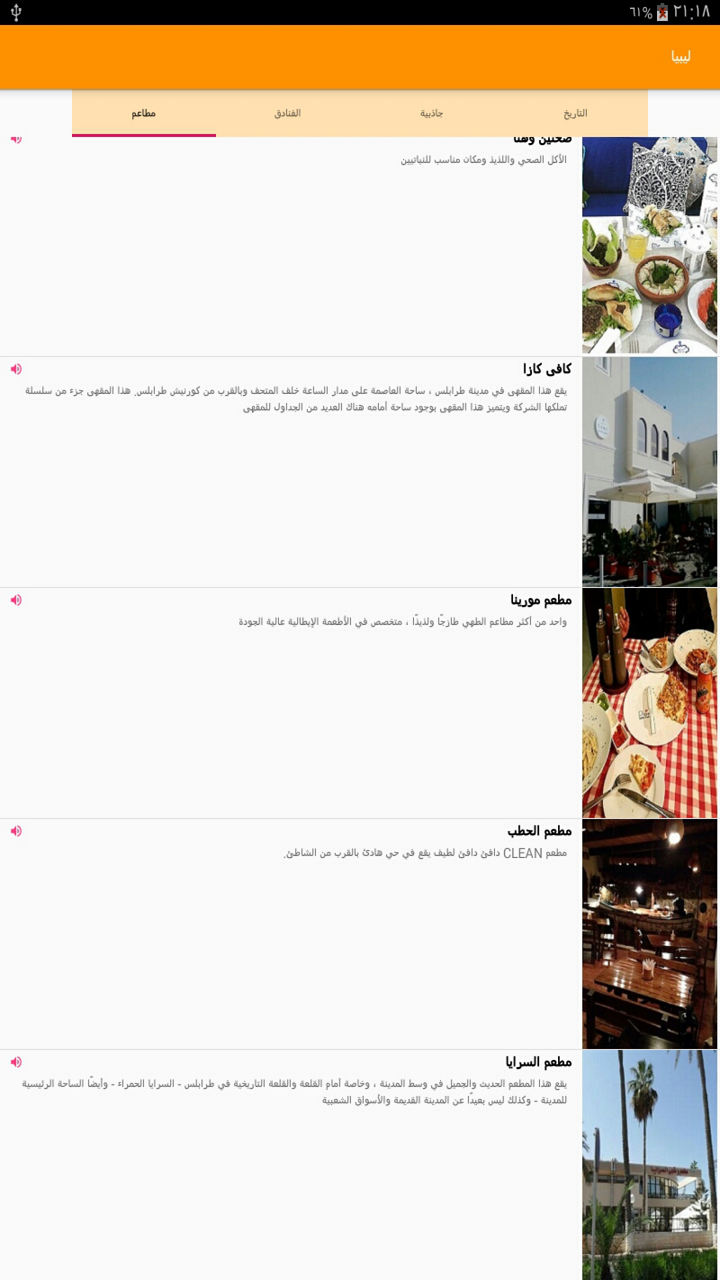 ٦١% ٢١:١٨
ليبيا
التاريخ جاذبية الفنادق مطاعم
صحتين وهنا
الأكل الصحي واللذيذ ومكان مناسب للنباتيين
كافى كازا
يقع هذا المقهى في مدينة طرابلس ، ساحة العاصمة على مدار الساعة خلف المتحف وبالقرب من كورنيش طرابلس. هذا المقهى جزء من سلسلة
تملكها الشركة ويتميز هذا المقهى بوجود ساحة أمامه هناك العديد من الجداول للمقهى
مطعم مورينا
واحد من أكثر مطاعم الطهي طازجًا ولذيذًا ، متخصص في الأطعمة الإيطالية عالية الجودة
مطعم الحطب
مطعم CLEAN دافئ دافئ لطيف يقع في حي هادئ بالقرب من الشاطئ.
مطعم السرايا
يقع هذا المطعم الحديث والجميل في وسط المدينة ، وخاصة أمام القلعة والقلعة التاريخية في طرابلس - السرايا الحمراء - وأيضًا الساحة الرئيسية
للمدينة - وكذلك ليس بعيدًا عن المدينة القديمة والأسواق الشعبية